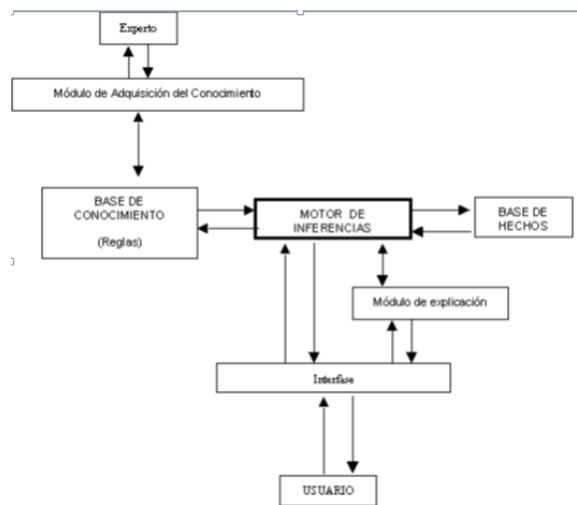 Experto
Módulo de Adquisición del Conocimiento
BASE DE
CONOCIMIENTO
(Reglas)
MOTOR DE
INFERENCIAS
BASE DE
HECHOS
Módulo de explicación
Interfase
USUARIO